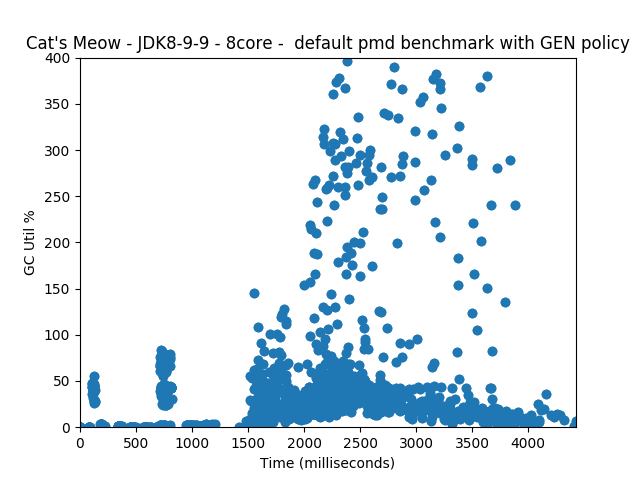 Cat's Meow - JDK8-9-9 - 8core -  default pmd benchmark with GEN policy
400
350
300
250
200
150
100
50
0
GC Util %
0 500 1000 1500 2000 2500 3000 3500 4000
Time (milliseconds)